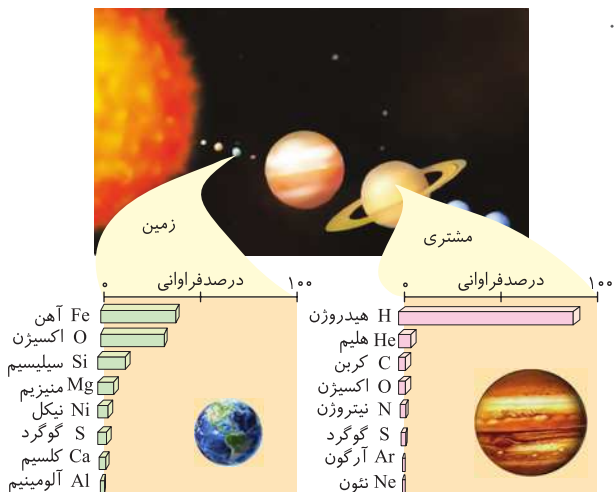 زمین
مشتری
درصدفراوانی
۰ ۱۰۰
آهن Fe
اکسیژن O
سیلیسیم Si
منیزیم Mg
نیکل Ni
گوگرد S
کلسیم Ca
آلومینیم Al
درصدفراوانی
۰ ۱۰۰
هیدروژن H
هلیم He
کربن C
اکسیژن O
نیتروژن N
گوگرد S
آرگون Ar
نئون Ne